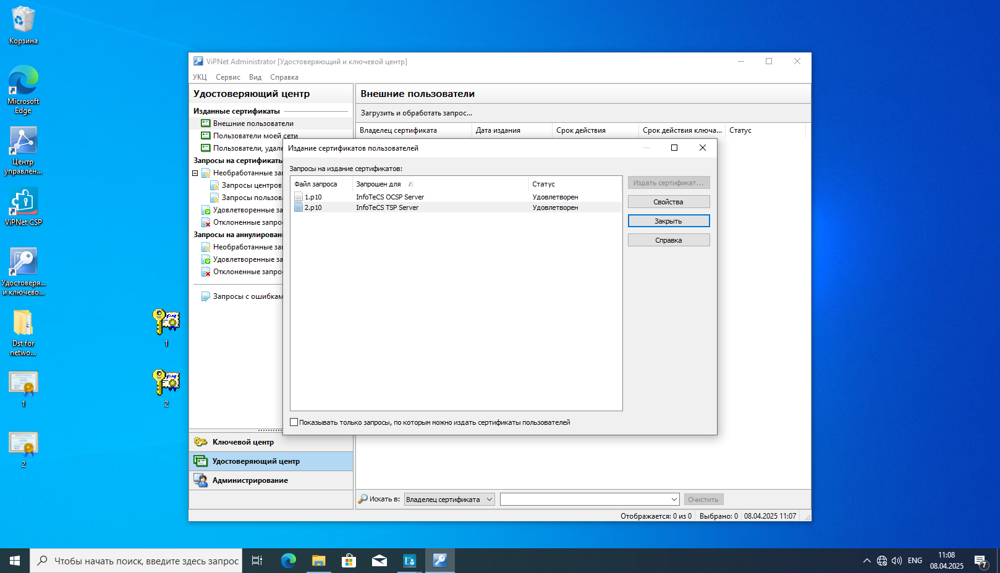 Корзина
Microsoft
Edge
Центр
управлен...
ViPNet CSP
Удостоверя...
и ключево...
Dst for
netwo...
1
2
1
2
ViPNet Administrator [Удостоверяющий и ключевой центр]
УКЦ Сервис Вид Справка
Удостоверяющий центр
Изданные сертификаты
Внешние пользователи
Пользователи моей сети
Пользователи, удале
Запросы на сертификаты
Необработанные зап
Запросы центров
Запросы пользова
Удовлетворенные за
Отклоненные запро
Запросы на аннулирован
Необработанные зап
Удовлетворенные за
Отклоненные запро
Запросы с ошибкам
Ключевой центр
Удостоверяющий центр
Администрирование
Внешние пользователи
Загрузить и обработать запрос...
Владелец сертификата Дата издания Срок действия Срок действия ключа... Статус
Издание сертификатов пользователей
Запросы на издание сертификатов:
Файл запроса Запрошен для Статус
1.p10 InfoTeCS OCSP Server Удовлетворен
2.p10 InfoTeCS TSP Server Удовлетворен
Издать сертификат...
Свойства
Закрыть
Справка
Показывать только запросы, по которым можно издать сертификаты пользователей
Искать в: Владелец сертификата Очистить
Отображается: 0 из 0 Выбрано: 0 08.04.2025 11:07
Чтобы начать поиск, введите здесь запрос
ENG
11:08
08.04.2025
7